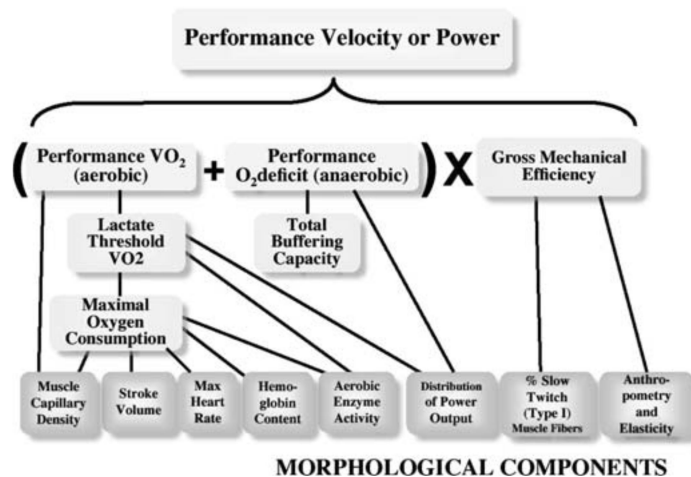 Performance Velocity or Power
( Performance VO₂ + Performance ) X Gross Mechanical
(aerobic) O₂deficit (anaerobic) Efficiency
Lactate
Threshold
VO2
Total
Buffering
Capacity
Maximal
Oxygen
Consumption
Muscle
Capillary
Density
Stroke
Volume
Max
Heart
Rate
Hemo-
globin
Content
Aerobic
Enzyme
Activity
Distribution
of Power
Output
% Slow
Twitch
(Type I)
Muscle Fibers
Anthro-
pometry
and
Elasticity
MORPHOLOGICAL COMPONENTS